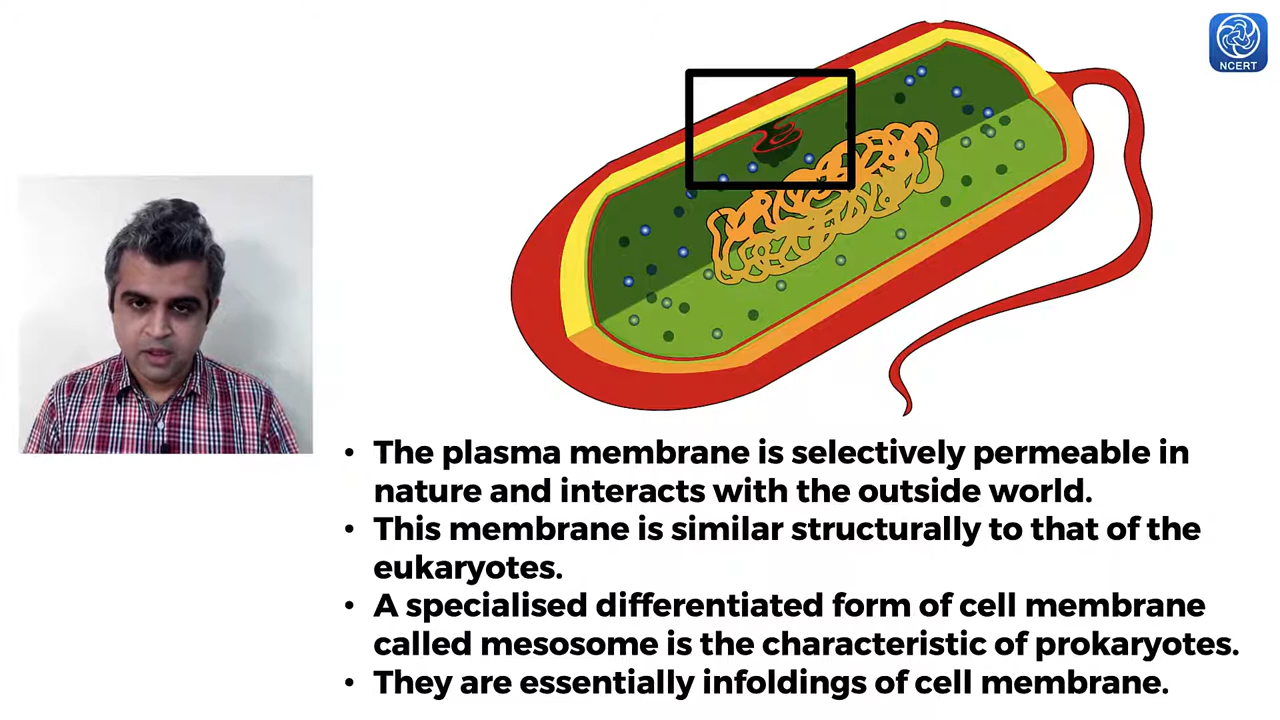 NCERT
• The plasma membrane is selectively permeable in
nature and interacts with the outside world.
• This membrane is similar structurally to that of the
eukaryotes.
• A specialised differentiated form of cell membrane
called mesosome is the characteristic of prokaryotes.
• They are essentially infoldings of cell membrane.